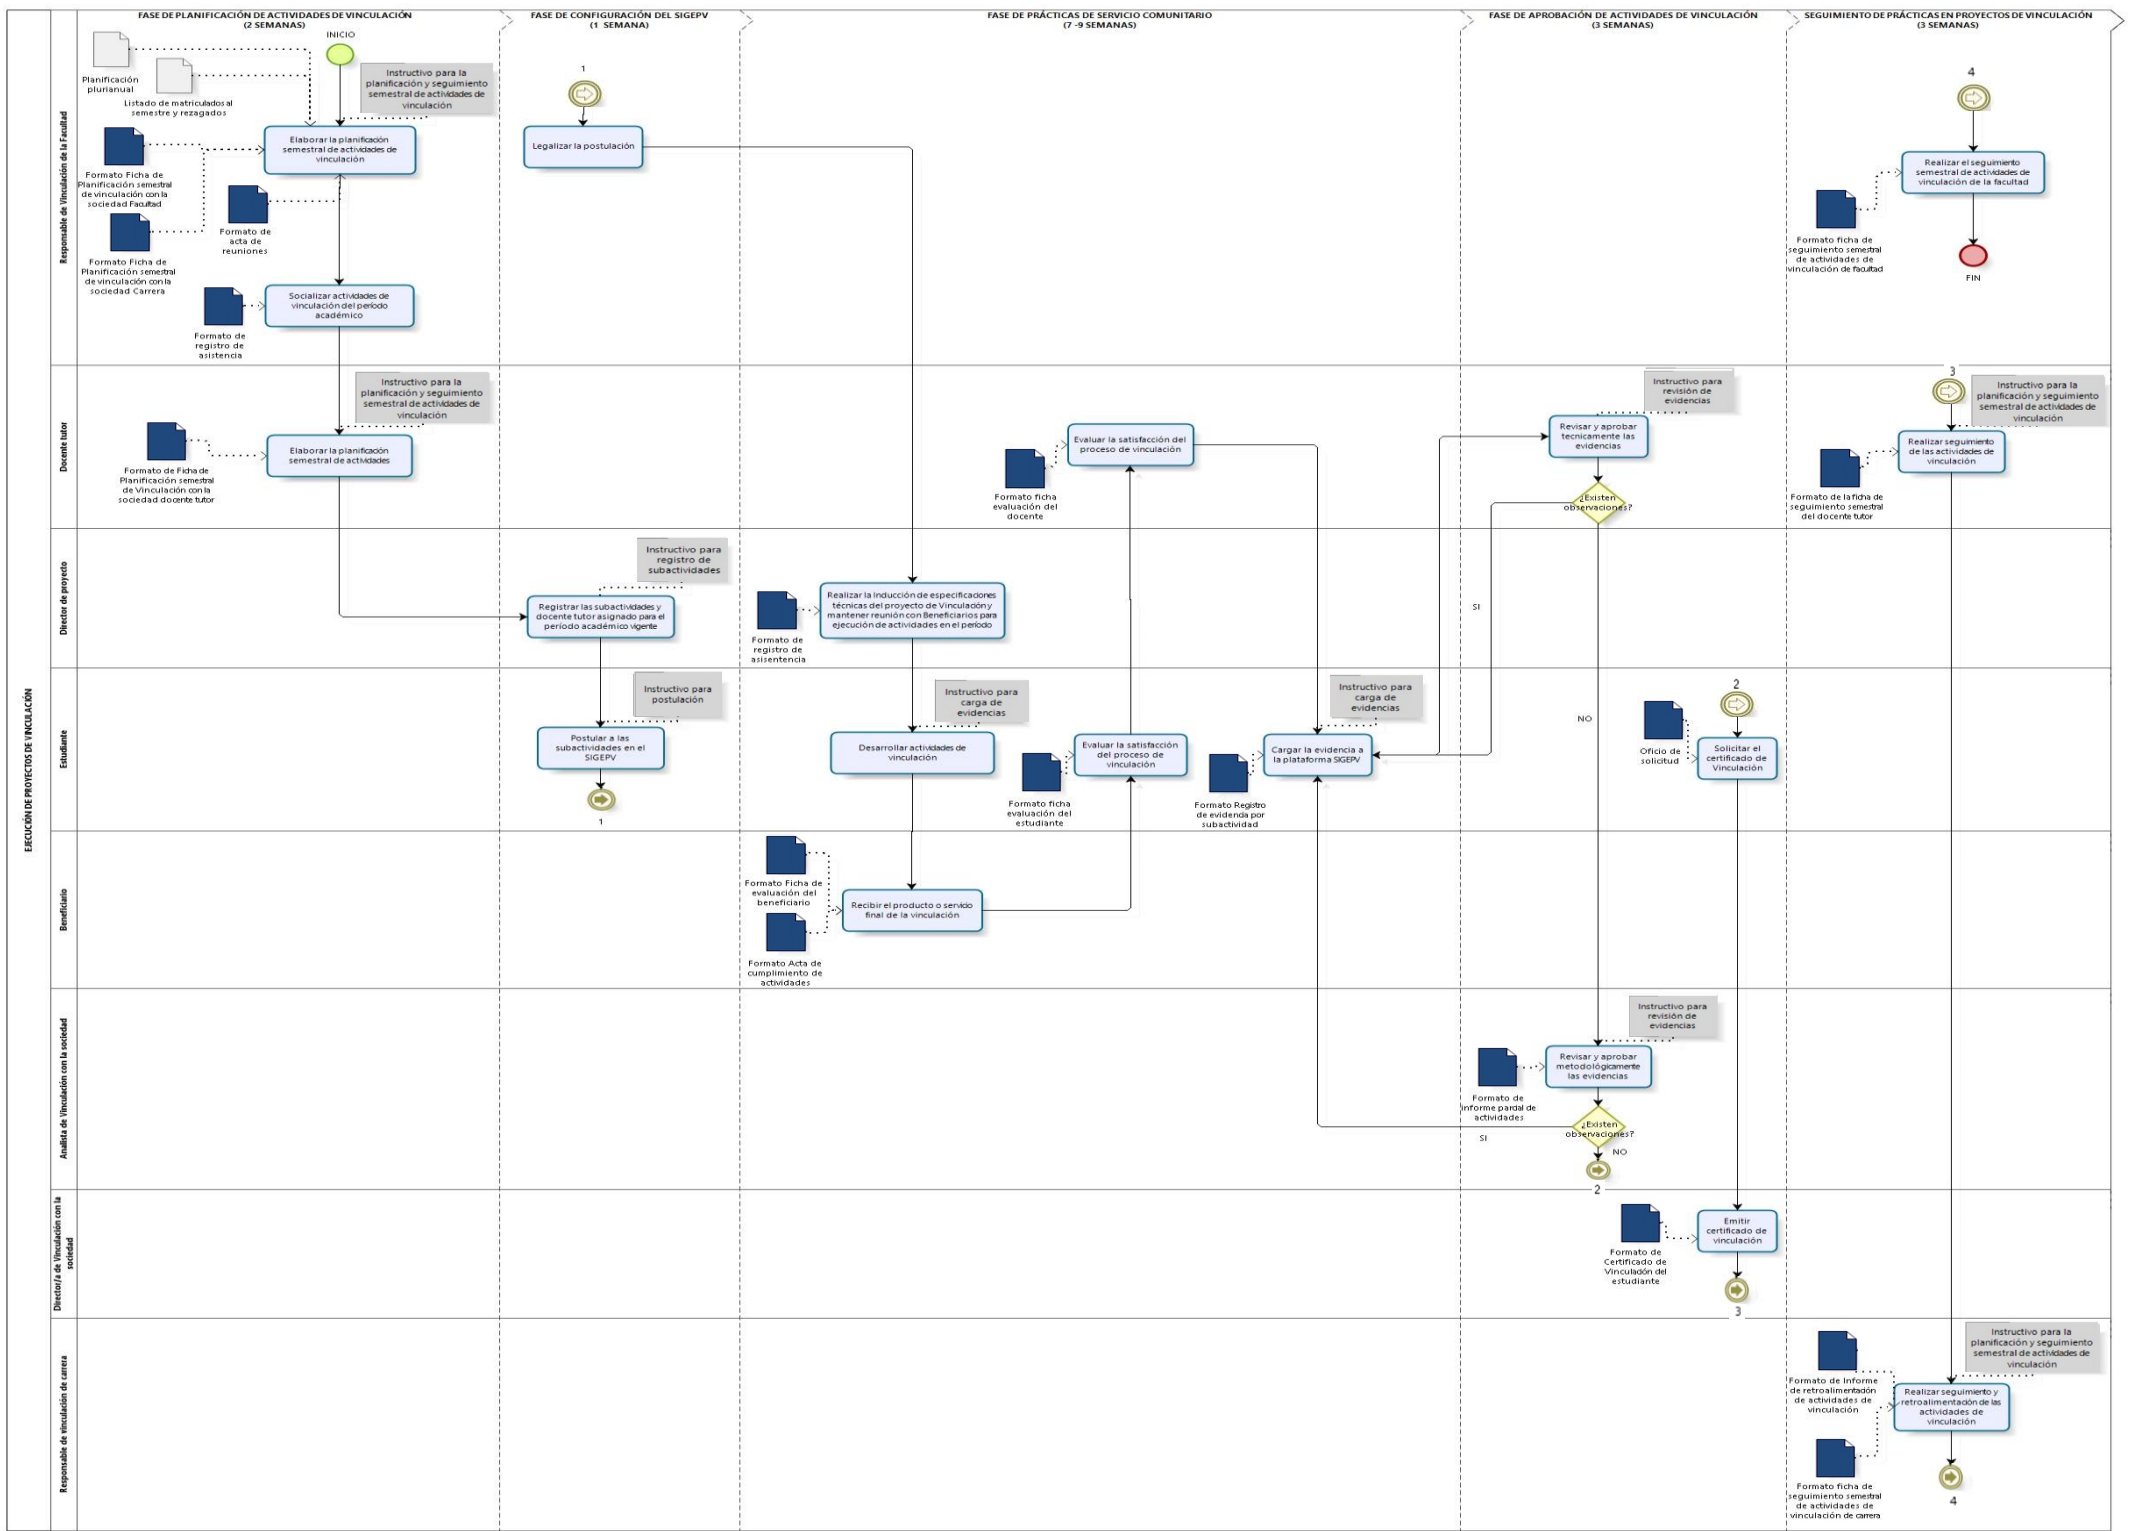 FASE DE PLANIFICACIÓN DE ACTIVIDADES DE VINCULACIÓN
(2 SEMANAS)
FASE DE CONFIGURACIÓN DEL SIGEPV
(1 SEMANA)
FASE DE PRÁCTICAS DE SERVICIO COMUNITARIO
(7 -9 SEMANAS)
FASE DE APROBACIÓN DE ACTIVIDADES DE VINCULACIÓN
(3 SEMANAS)
SEGUIMIENTO DE PRÁCTICAS EN PROYECTOS DE VINCULACIÓN
(3 SEMANAS)
EJECUCIÓN DE PROYECTOS DE VINCULACIÓN
Responsable de Vinculación de la Facultad
INICIO
Planificación
plurianual
Listado de matriculados al
semestre y rezagados
Instructivo para la
planificación y seguimiento
semestral de actividades de
vinculación
Elaborar la planificación
semestral de actividades de
vinculación
Formato Ficha de
Planificación semestral
de vinculación con la
sociedad Facultad
Formato de
acta de
reuniones
Formato Ficha de
Planificación semestral
de vinculación con la
sociedad Carrera
Socializar actividades de
vinculación del período
académico
Formato de
registro de
asistencia
1
Legalizar la postulación
4
Realizar el seguimiento
semestral de actividades de
vinculación de la facultad
Formato ficha de
seguimiento semestral
de actividades de
vinculación de facultad
FIN
Docente tutor
Instructivo para la
planificación y seguimiento
semestral de actividades de
vinculación
Elaborar la planificación
semestral de actividades
Formato de Ficha de
Planificación semestral
de Vinculación con la
sociedad docente tutor
Evaluar la satisfacción del
proceso de vinculación
Formato ficha
evaluación del
docente
Instructivo para
revisión de
evidencias
Revisar y aprobar
tecnicamente las
evidencias
¿Existen
observaciones?
3
Instructivo para la
planificación y seguimiento
semestral de actividades de
vinculación
Realizar seguimiento
de las actividades de
vinculación
Formato de la ficha de
seguimiento semestral
del docente tutor
Director de proyecto
Instructivo para
registro de
subactividades
Registrar las subactividades y
docente tutor asignado para el
período académico vigente
Realizar la Inducción de especificaciones
técnicas del proyecto de Vinculación y
mantener reunión con Beneficiarios para
ejecución de actividades en el período
Formato de
registro de
asisentencia
SI
Estudiante
Instructivo para
postulación
Postular a las
subactividades en el
SIGEPV
1
Instructivo para
carga de
evidencias
Desarrollar actividades de
vinculación
Evaluar la satisfacción
del proceso de
vinculación
Formato ficha
evaluación del
estudiante
Instructivo para
carga de
evidencias
Cargar la evidencia a
la plataforma SIGEPV
Formato Registro
de evidencia por
subactividad
NO
2
Oficio de
solicitud
Solicitar el
certificado de
Vinculación
Beneficiario
Formato Ficha de
evaluación del
beneficiario
Recibir el producto o servicio
final de la vinculación
Formato Acta de
cumplimiento de
actividades
Analista de Vinculación con la sociedad
Instructivo para
revisión de
evidencias
Revisar y aprobar
metodológicamente
las evidencias
Formato de
informe parcial de
actividades
¿Existen
observaciones?
SI
NO
2
Director/a de Vinculación con la
sociedad
Emitir
certificado de
vinculación
Formato de
Certificado de
Vinculación del
estudiante
3
Responsable de vinculación de carrera
Instructivo para la
planificación y seguimiento
semestral de actividades de
vinculación
Formato de Informe
de retroalimentación
de actividades de
vinculación
Realizar seguimiento y
retroalimentación de las
actividades de
vinculación
Formato ficha de
seguimiento semestral
de actividades de
vinculación de carrera
4